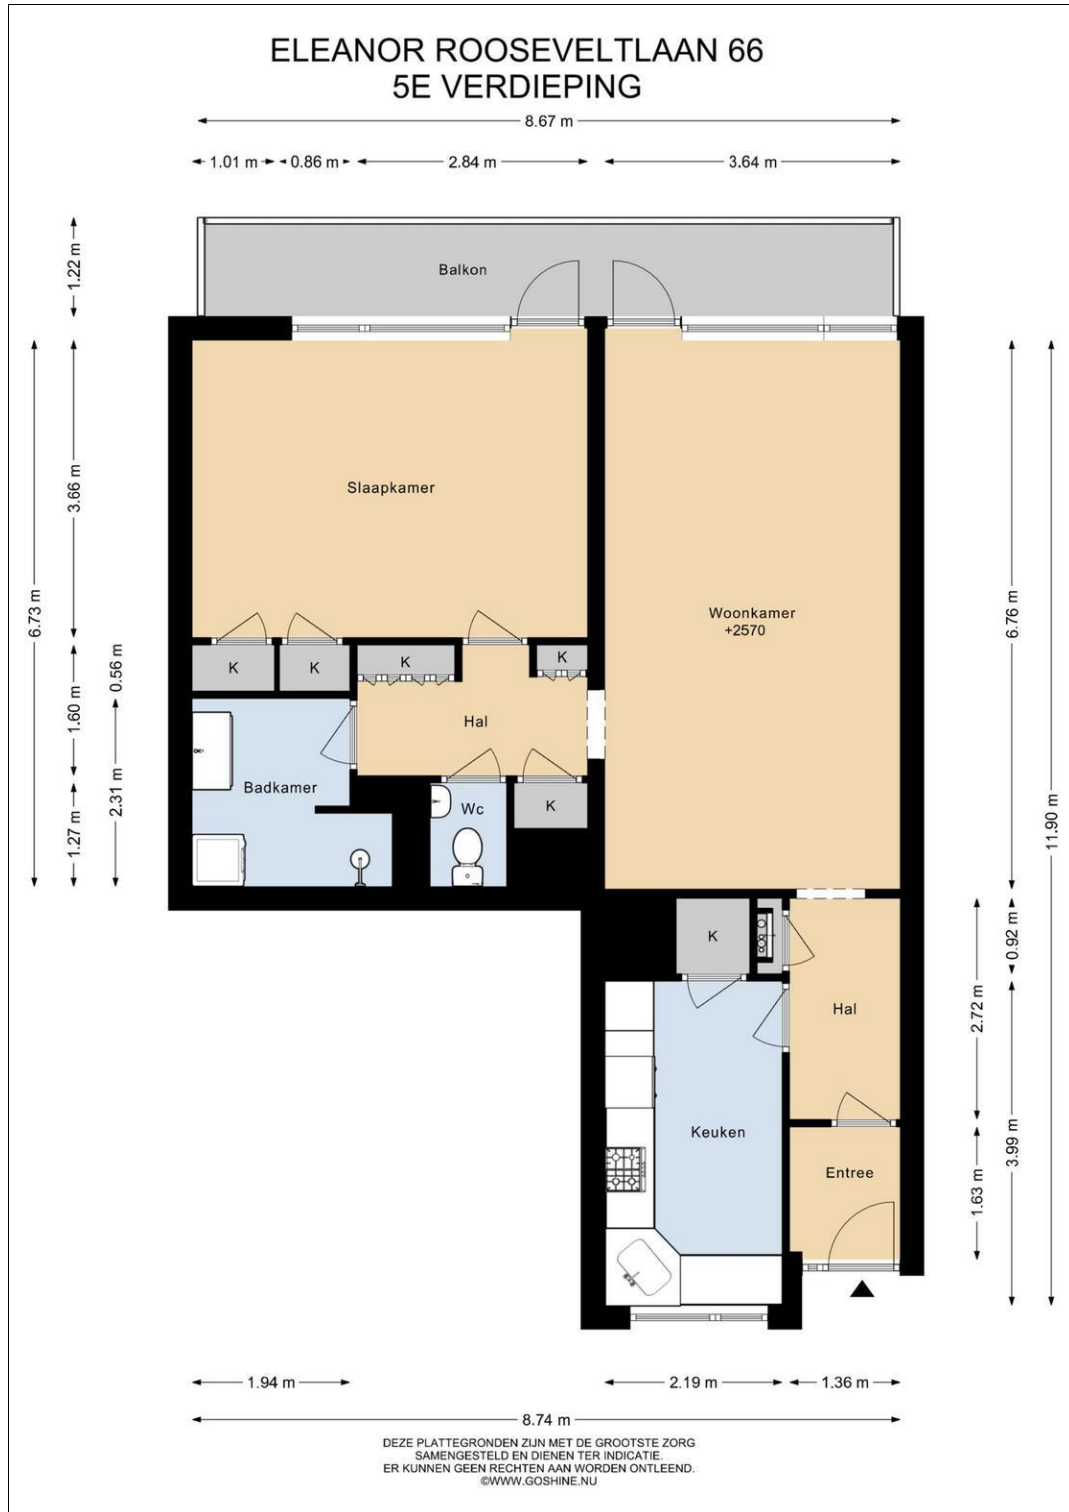 ELEANOR ROOSEVELTLAAN 66
5E VERDIEPING
8.67 m
1.01 m 0.86 m 2.84 m 3.64 m
1.22 m
Balkon
3.66 m
6.73 m
Slaapkamer
Woonkamer
+2570
6.76 m
0.56 m
1.60 m
K K K K
Hal
2.31 m
1.27 m
Badkamer
Wc
K
11.90 m
K
0.92 m
2.72 m
Hal
Keuken
3.99 m
Entree
1.63 m
1.94 m 2.19 m 1.36 m
8.74 m
DEZE PLATTEGRONDEN ZIJN MET DE GROOTSTE ZORG
SAMENGESTELD EN DIENEN TER INDICATIE.
ER KUNNEN GEEN RECHTEN AAN WORDEN ONTLEEND.
©WWW.GOSHINE.NU